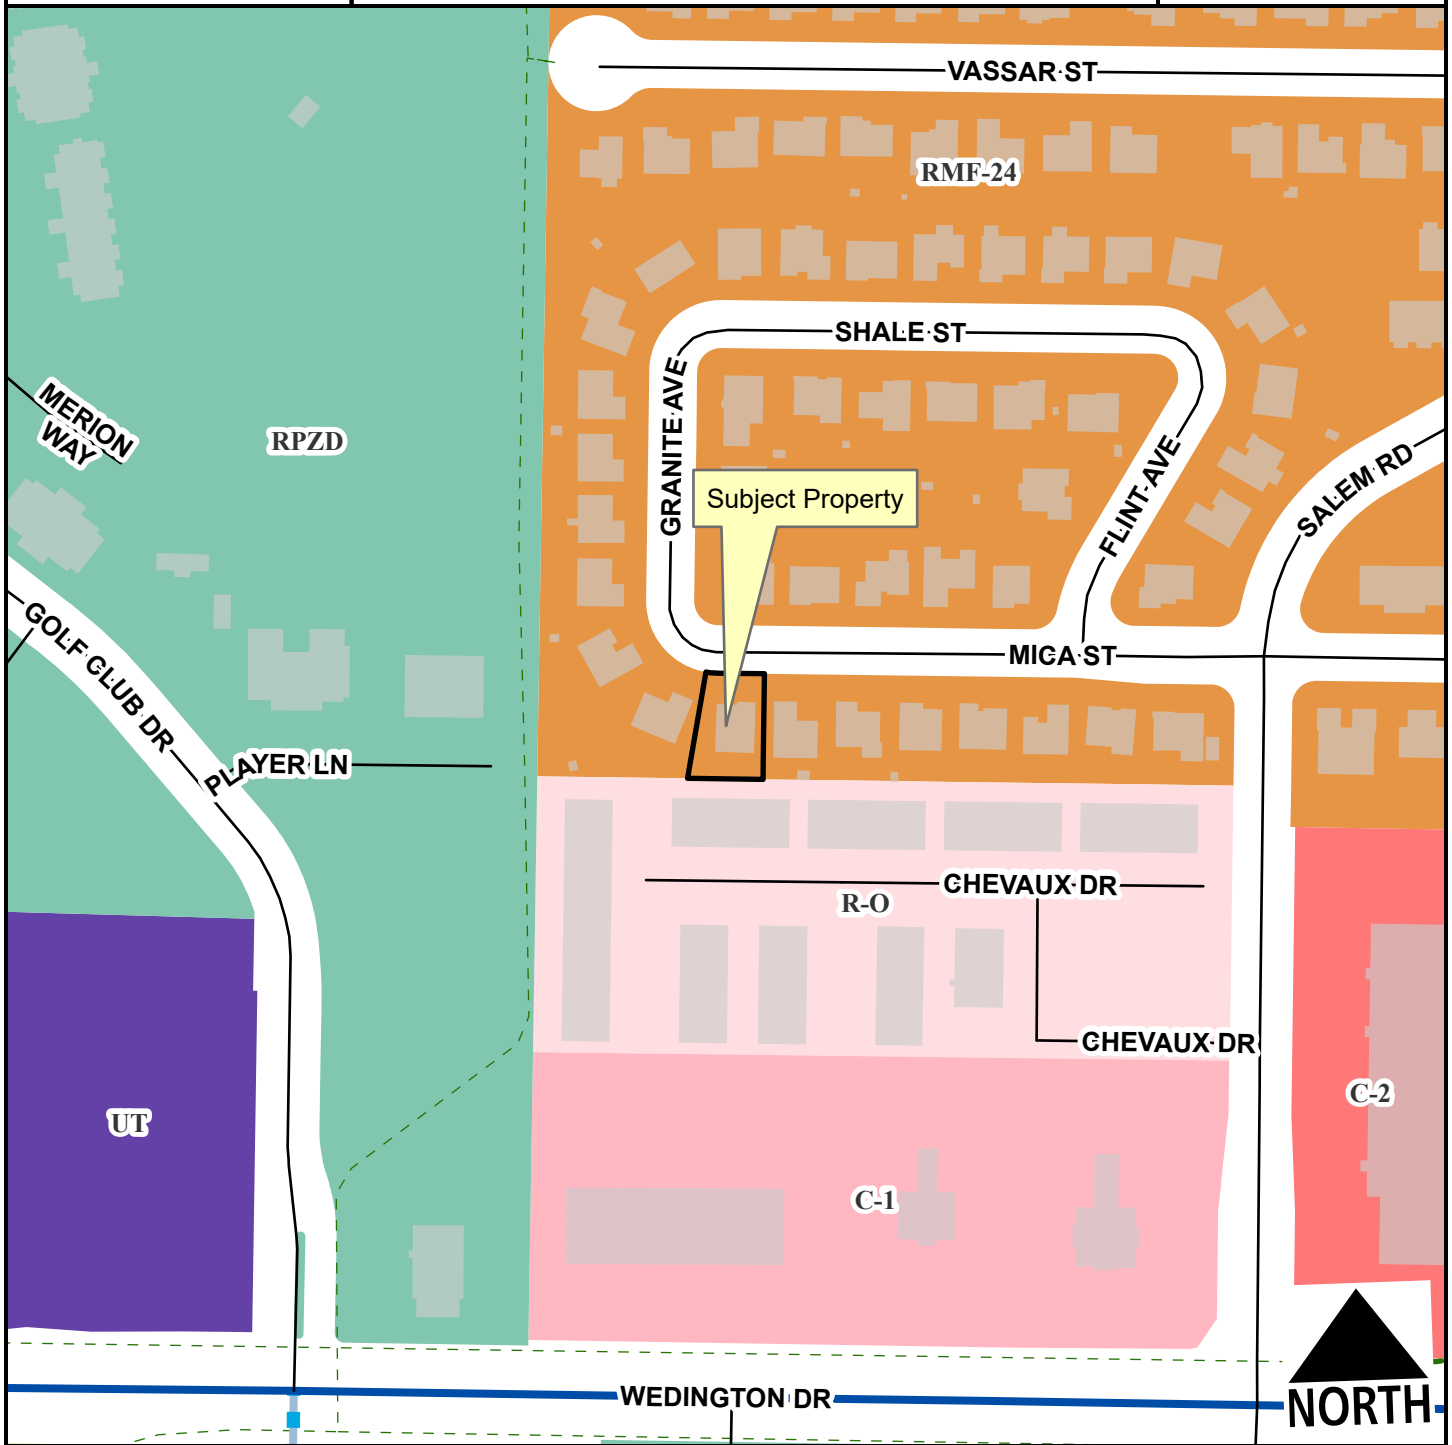 VASSAR ST
RMF-24
SHALE ST
MERION
WAY
RPZD
GRANITE AVE
Subject Property
FLINT AVE
SALEM RD
GOLF CLUB DR
MICA ST
PLAYER LN
CHEVAUX DR
R-O
CHEVAUX DR
UT
C-2
C-1
WEDINGTON DR
NORTH